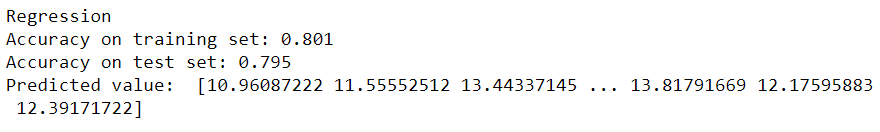 Regression
Accuracy on training set: 0.801
Accuracy on test set: 0.795
Predicted value:  [10.96087222 11.55552512 13.44337145 ... 13.81791669 12.17595883
 12.39171722]